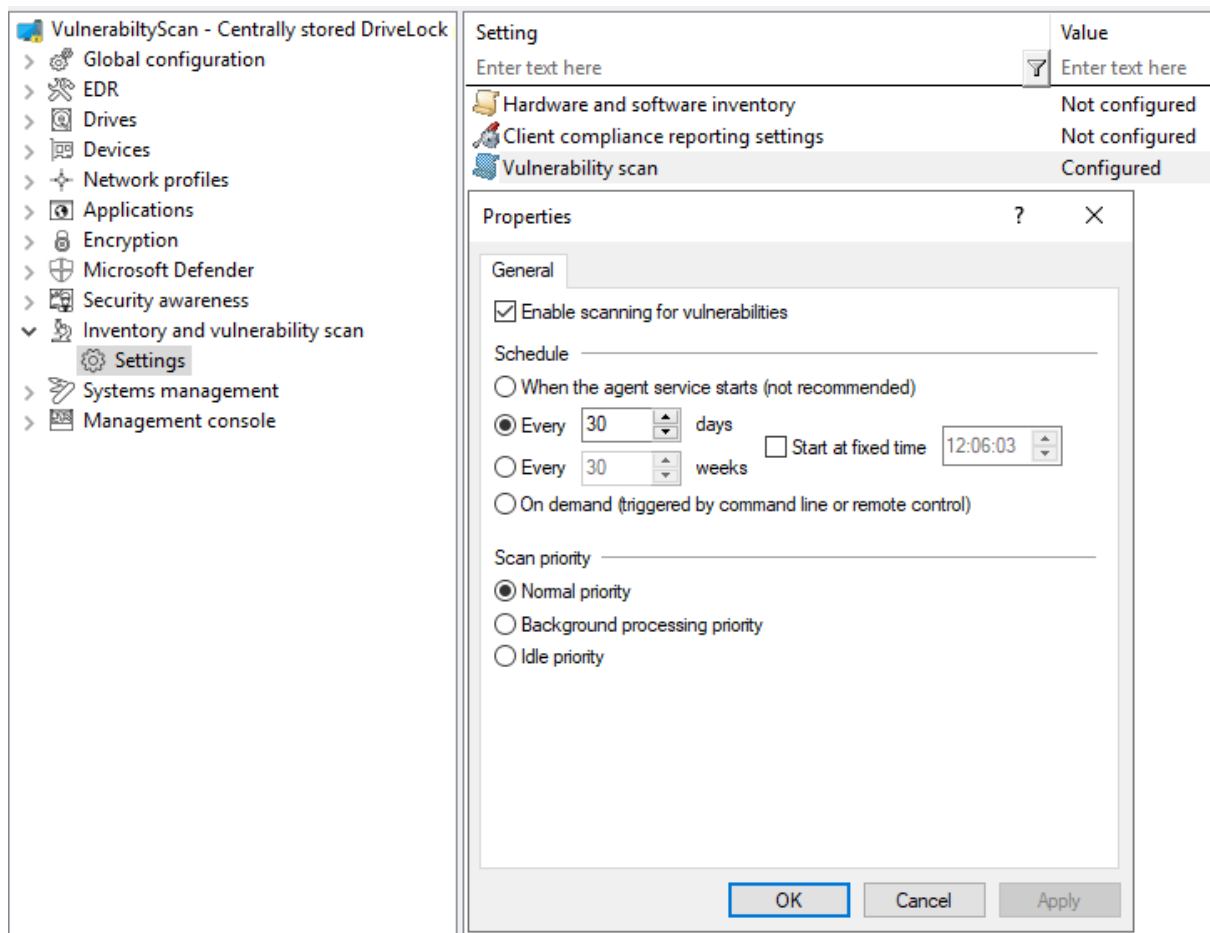 VulnerabiltyScan - Centrally stored DriveLock
Global configuration
EDR
Drives
Devices
Network profiles
Applications
Encryption
Microsoft Defender
Security awareness
Inventory and vulnerability scan
Settings
Systems management
Management console
Setting Value
Enter text here Enter text here
Hardware and software inventory Not configured
Client compliance reporting settings Not configured
Vulnerability scan Configured
Properties ?
General
Enable scanning for vulnerabilities
Schedule
When the agent service starts (not recommended)
Every 30 days
Start at fixed time 12:06:03
Every 30 weeks
On demand (triggered by command line or remote control)
Scan priority
Normal priority
Background processing priority
Idle priority
OK Cancel Apply